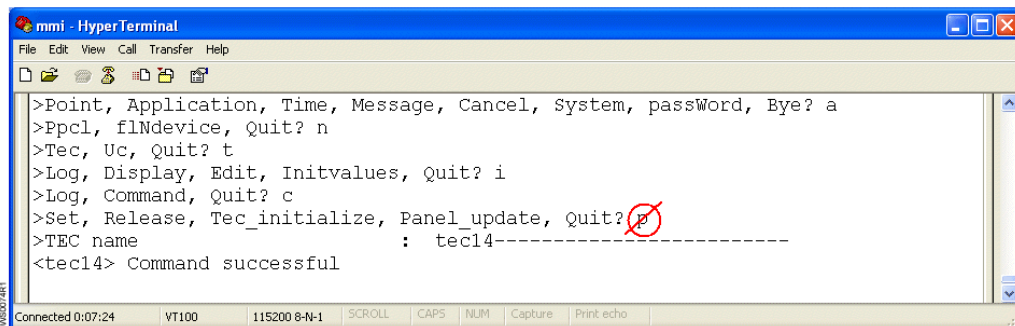 mmi - HyperTerminal
File Edit View Call Transfer Help
>Point, Application, Time, Message, Cancel, System, passWord, Bye? a
>Ppcl, flNdevice, Quit? n
>Tec, Uc, Quit? t
>Log, Display, Edit, Initvalues, Quit? i
>Log, Command, Quit? c
>Set, Release, Tec_initialize, Panel_update, Quit? p
>TEC name : tec14-------------------------
<tec14> Command successful
Connected 0:07:24 VT100 115200 8-N-1 SCROLL CAPS NUM Capture Print echo